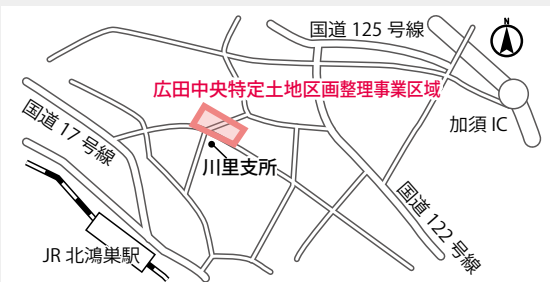 国道 125 号線
N
広田中央特定土地区画整理事業区域
国道 17 号線
加須 IC
川里支所
国道 122 号線
JR 北鴻巣駅